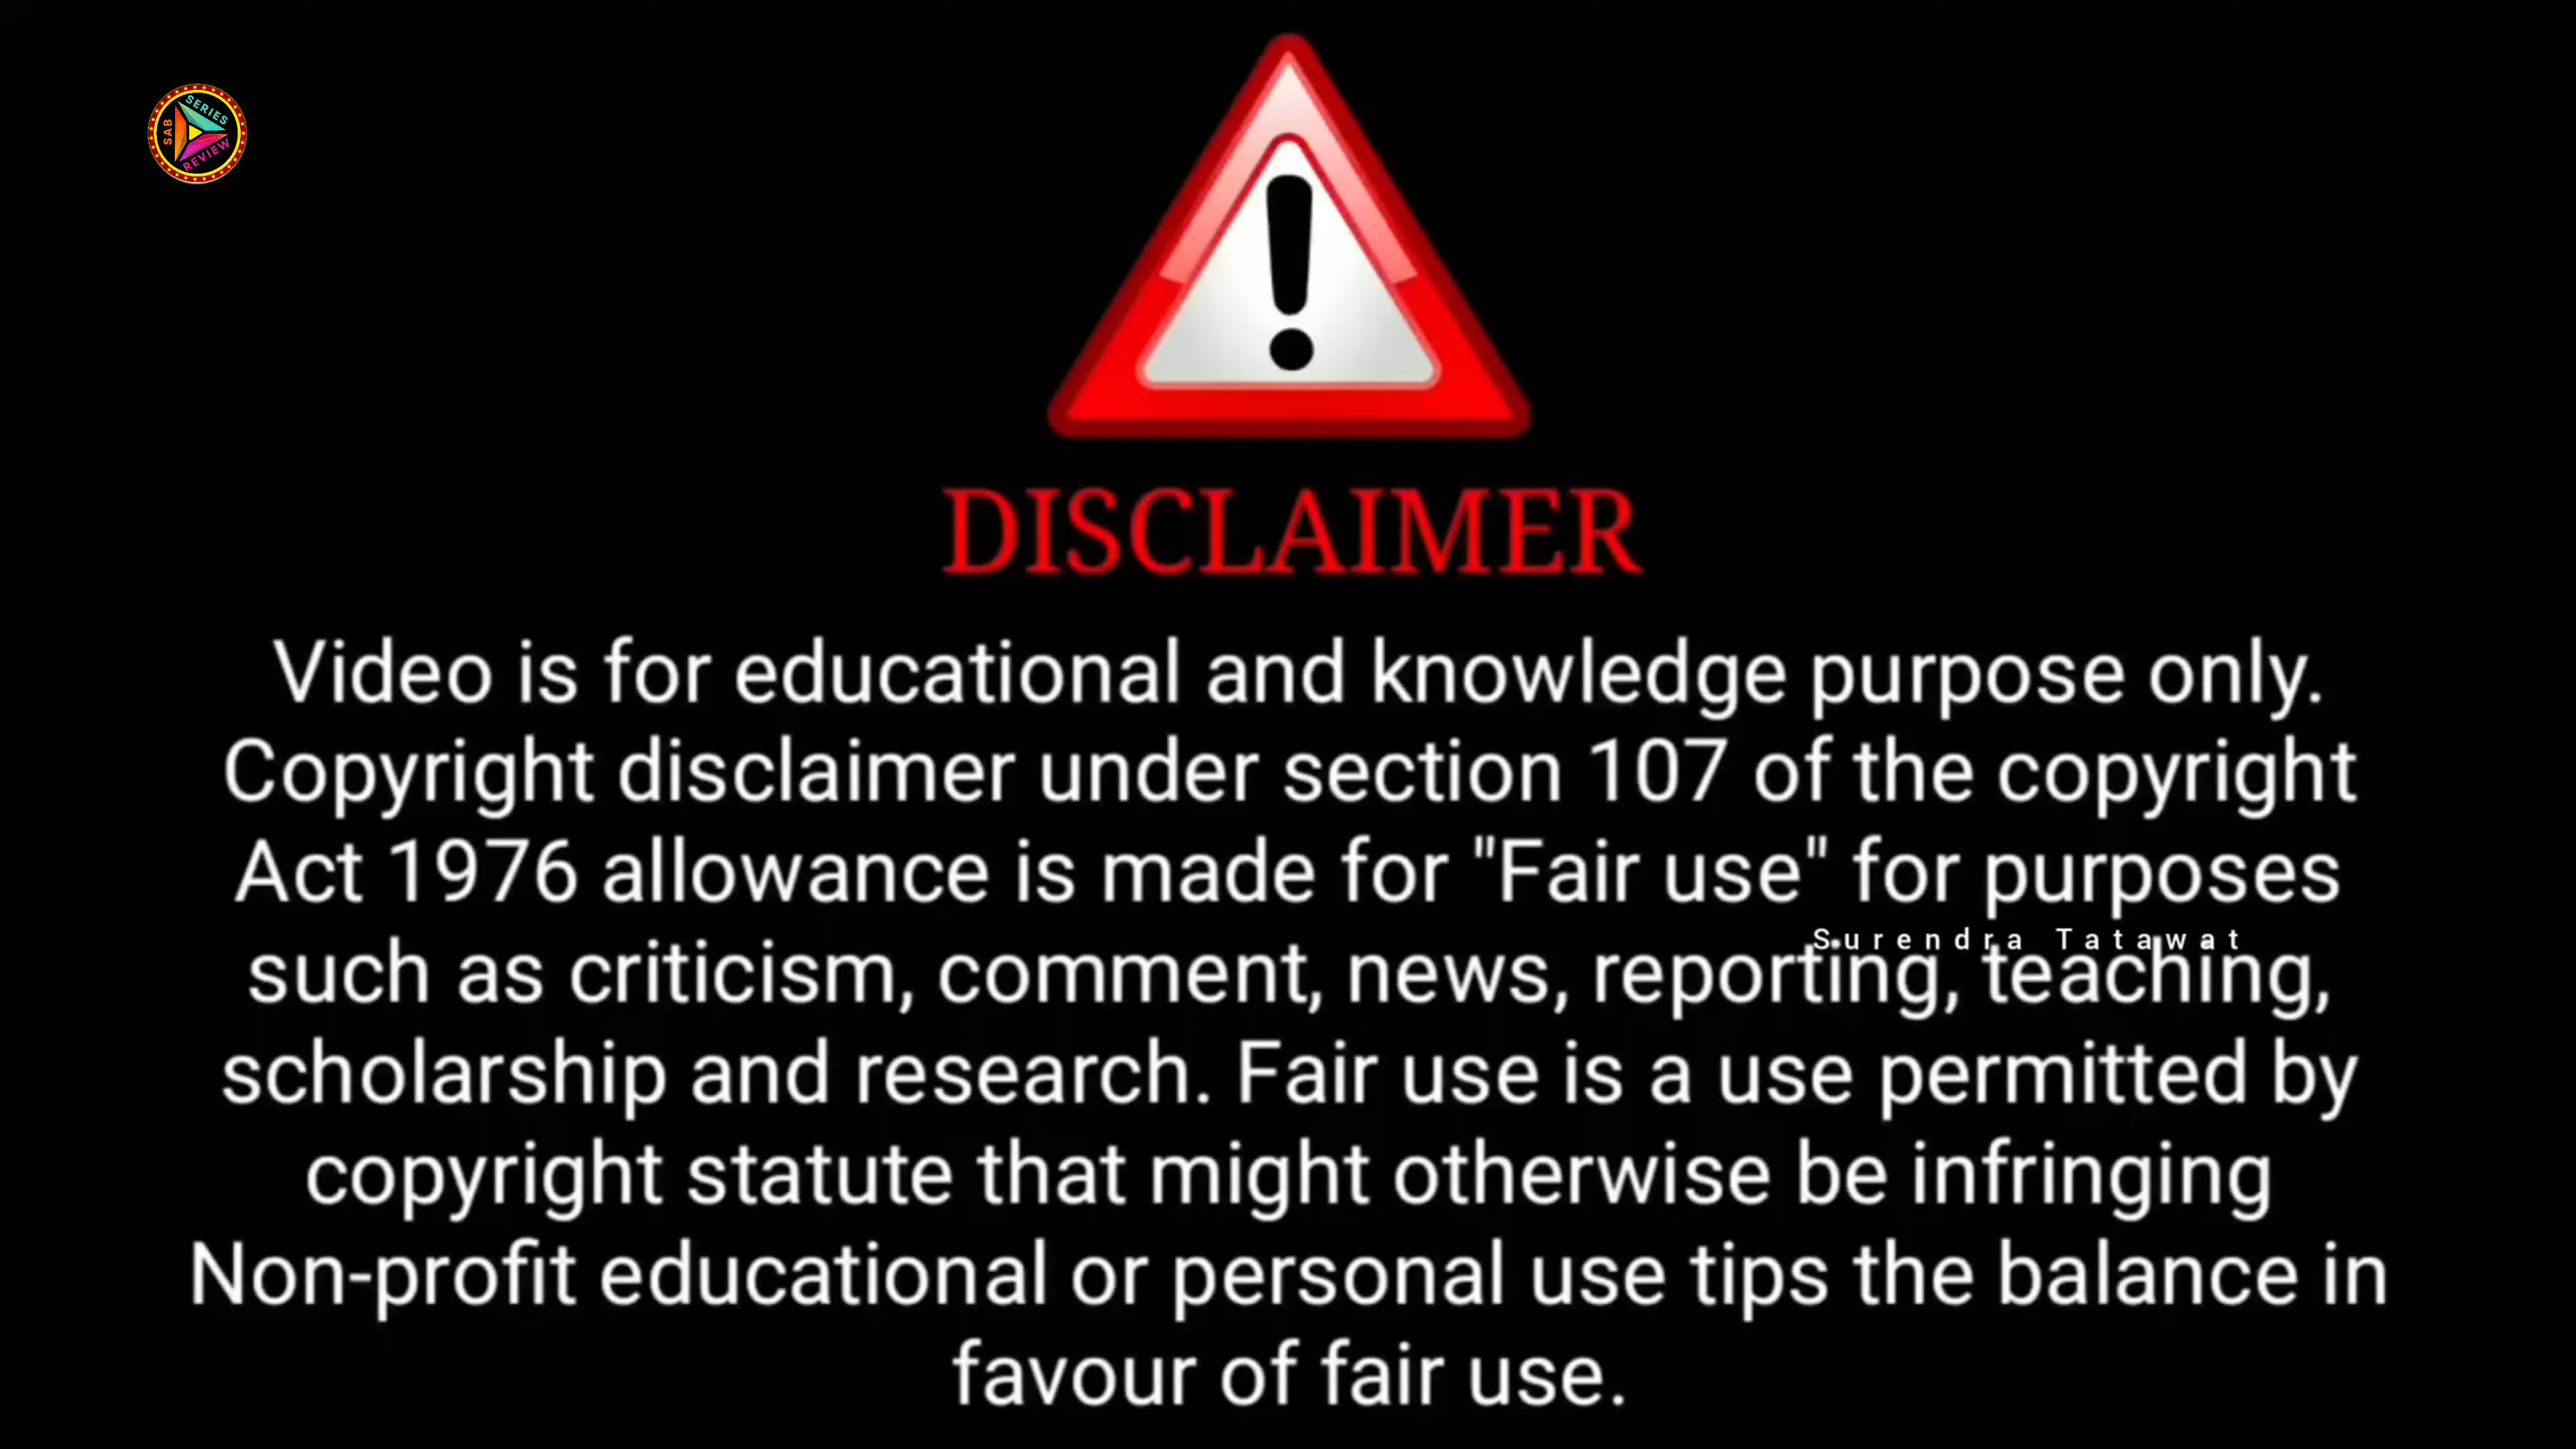 SAB
SERIES
REVIEW
DISCLAIMER
Video is for educational and knowledge purpose only.
Copyright disclaimer under section 107 of the copyright
Act 1976 allowance is made for "Fair use" for purposes
Surendra Tatawat
such as criticism, comment, news, reporting, teaching,
scholarship and research. Fair use is a use permitted by
copyright statute that might otherwise be infringing
Non-profit educational or personal use tips the balance in
favour of fair use.